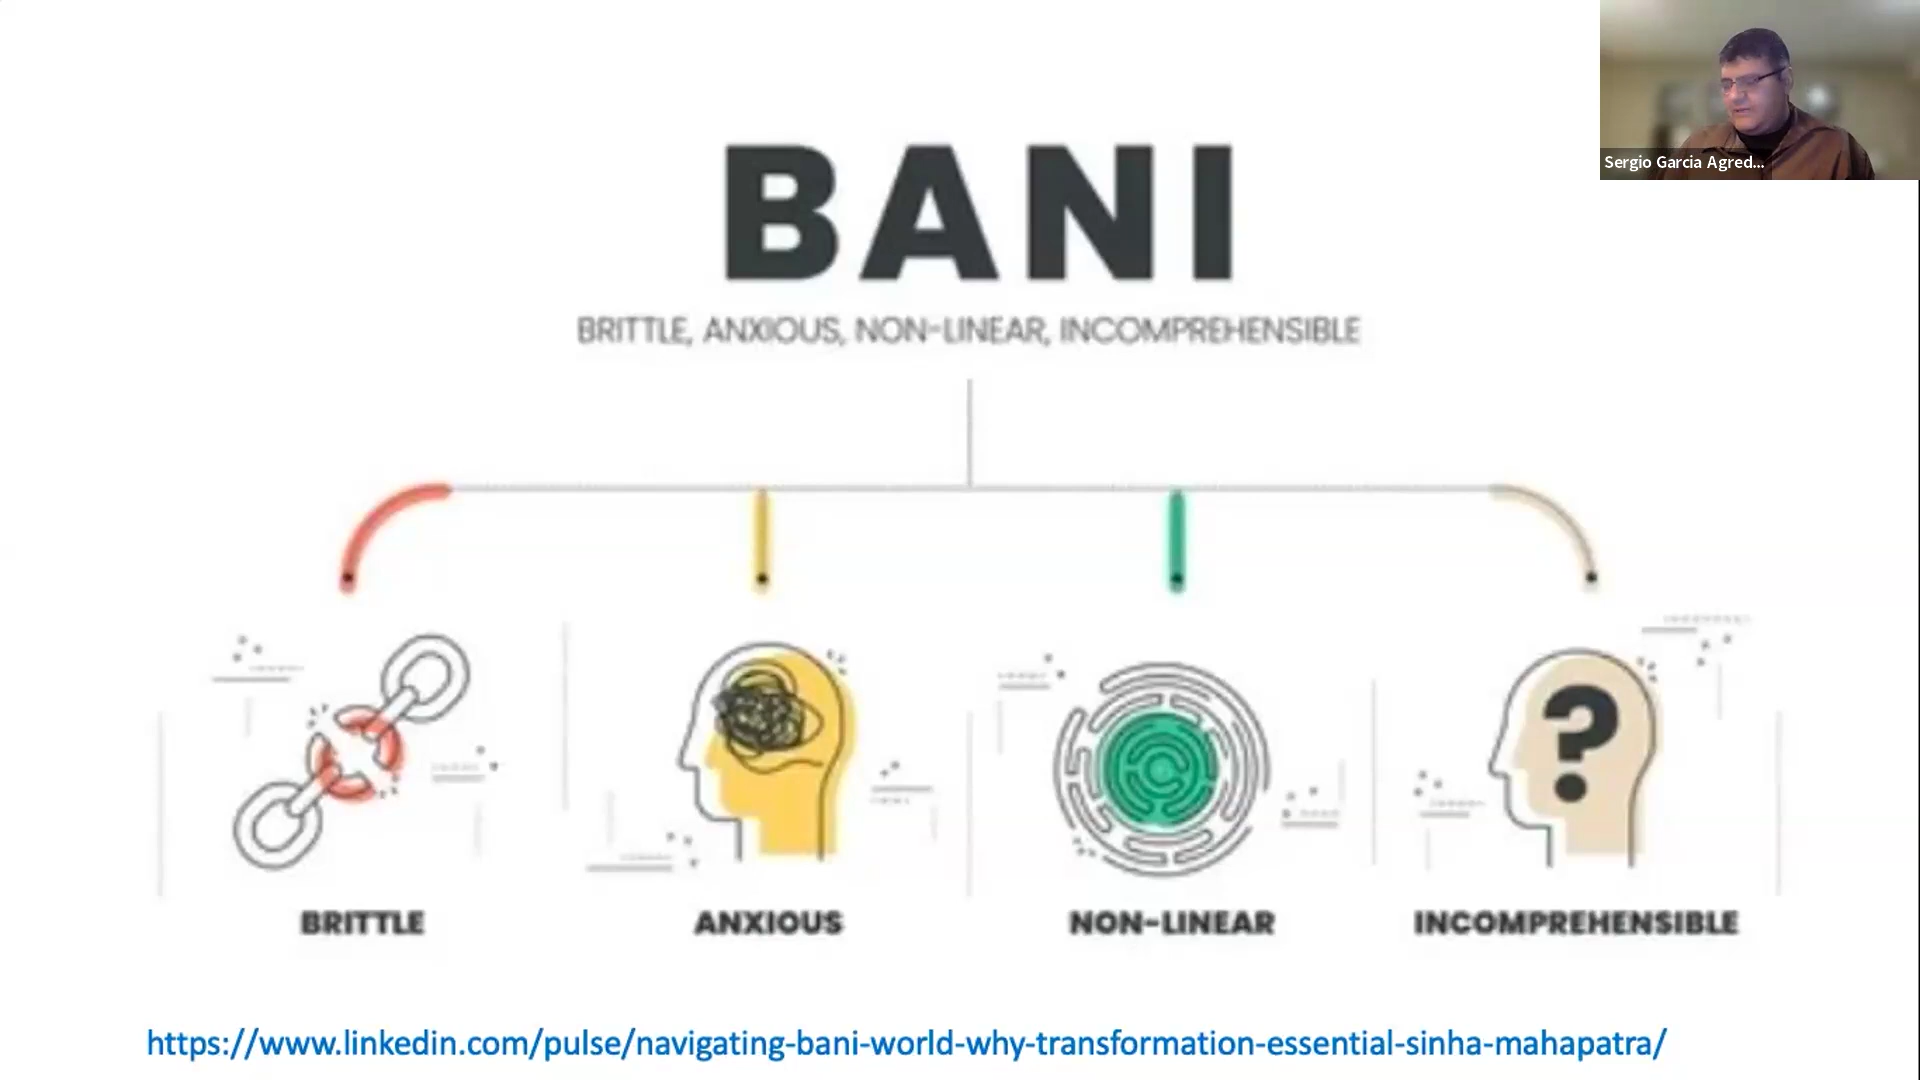 Sergio Garcia Agred...
BANI
BRITTLE, ANXIOUS, NON-LINEAR, INCOMPREHENSIBLE
BRITTLE
ANXIOUS
NON-LINEAR
INCOMPREHENSIBLE
https://www.linkedin.com/pulse/navigating-bani-world-why-transformation-essential-sinha-mahapatra/